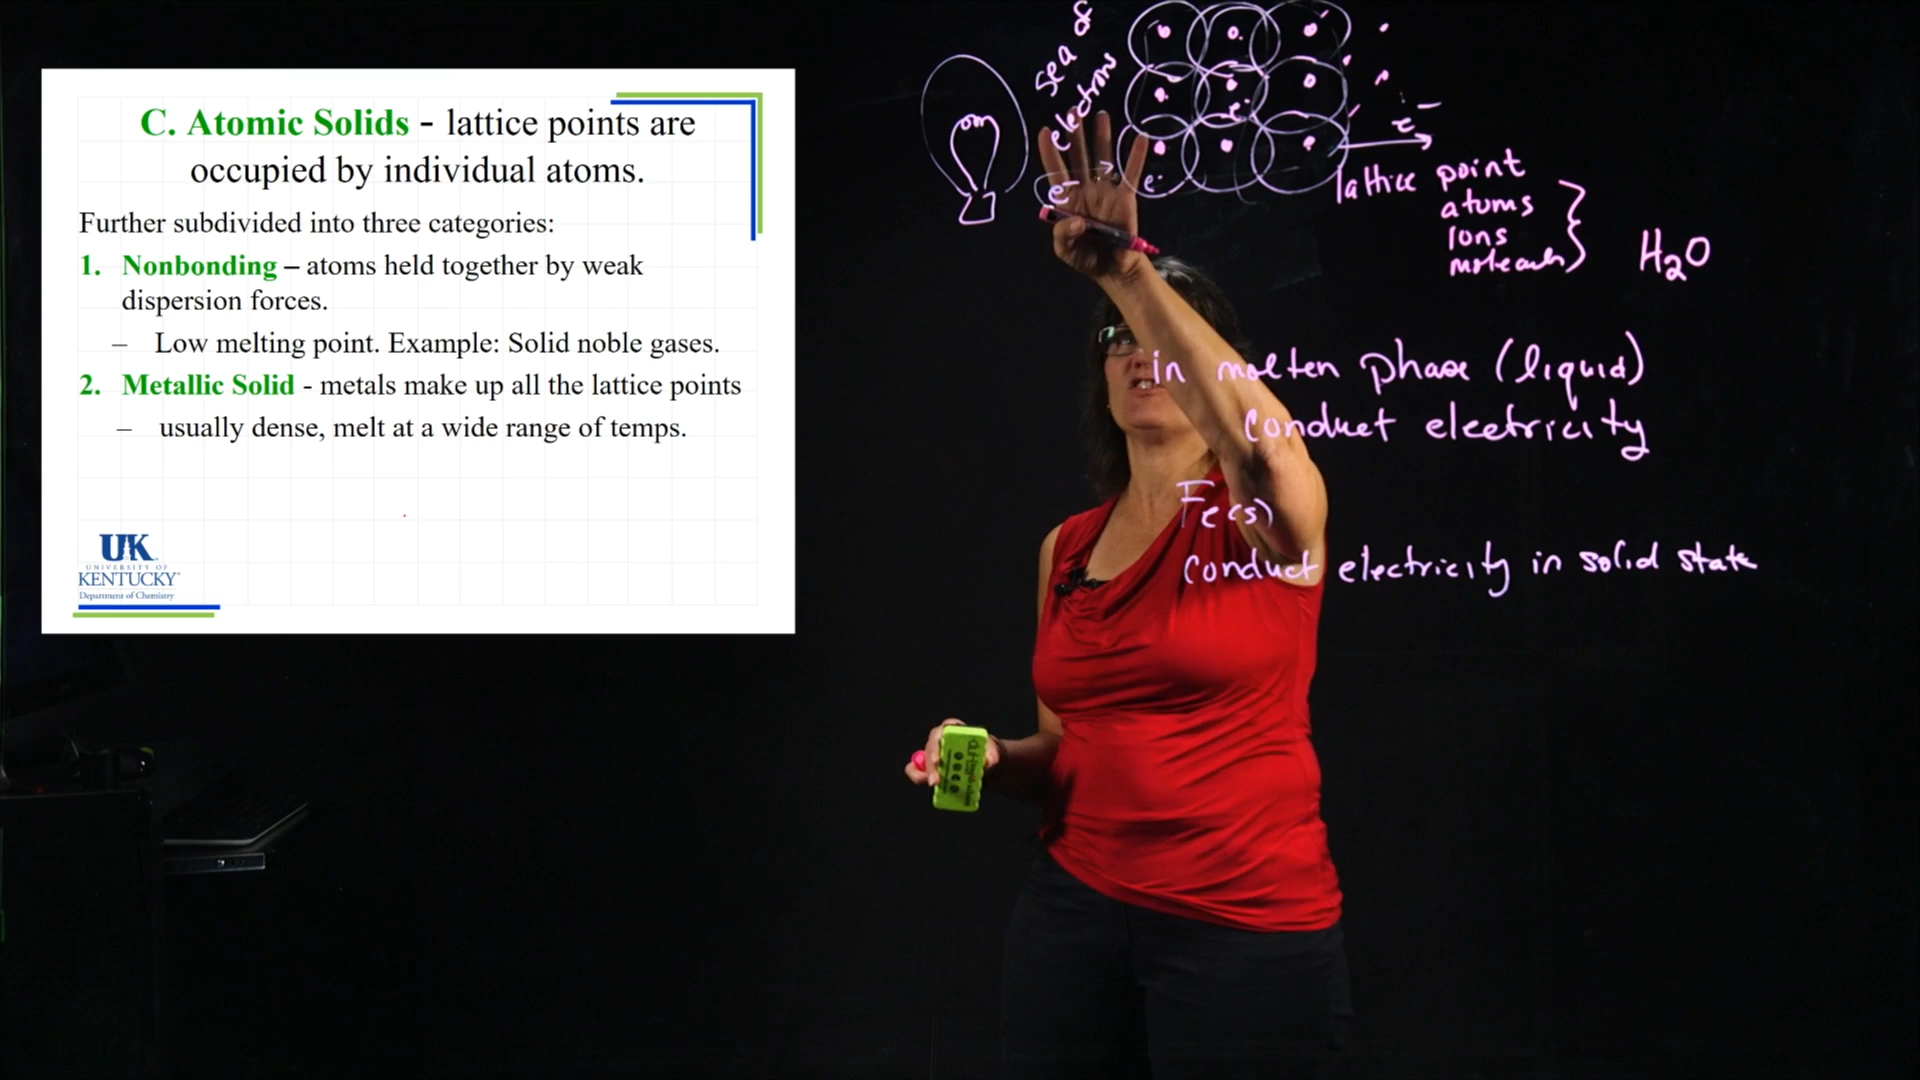 C. Atomic Solids - lattice points are
occupied by individual atoms.
Further subdivided into three categories:
1. Nonbonding – atoms held together by weak
dispersion forces.
– Low melting point. Example: Solid noble gases.
2. Metallic Solid - metals make up all the lattice points
– usually dense, melt at a wide range of temps.
UK
UNIVERSITY OF
KENTUCKY
Department of Chemistry
sea of
electrons
e-
e-
e-
e-
lattice point
atoms
Ions
molecules
H2O
in molten phase (liquid)
conduct electricity
Fe(s)
conduct electricity in solid state